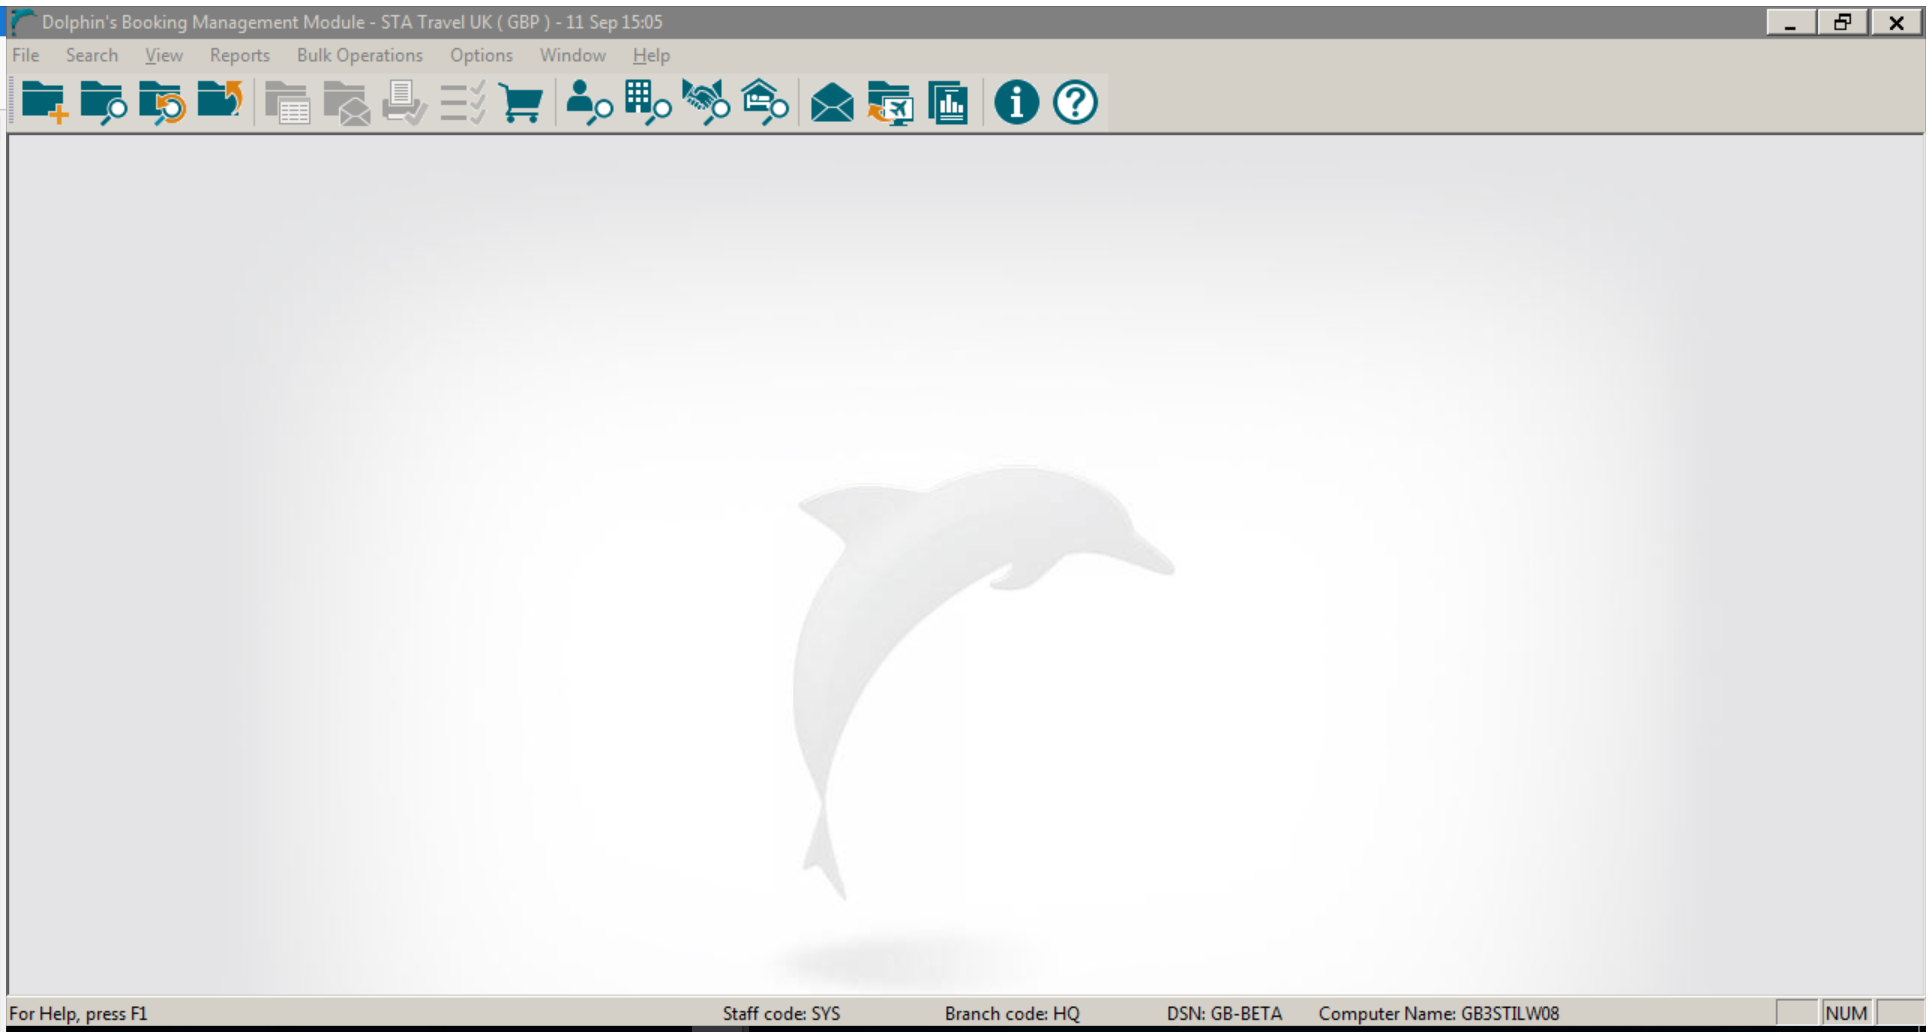 Dolphin's Booking Management Module - STA Travel UK ( GBP ) - 11 Sep 15:05
File Search View Reports Bulk Operations Options Window Help
For Help, press F1 Staff code: SYS Branch code: HQ DSN: GB-BETA Computer Name: GB3STILW08 NUM